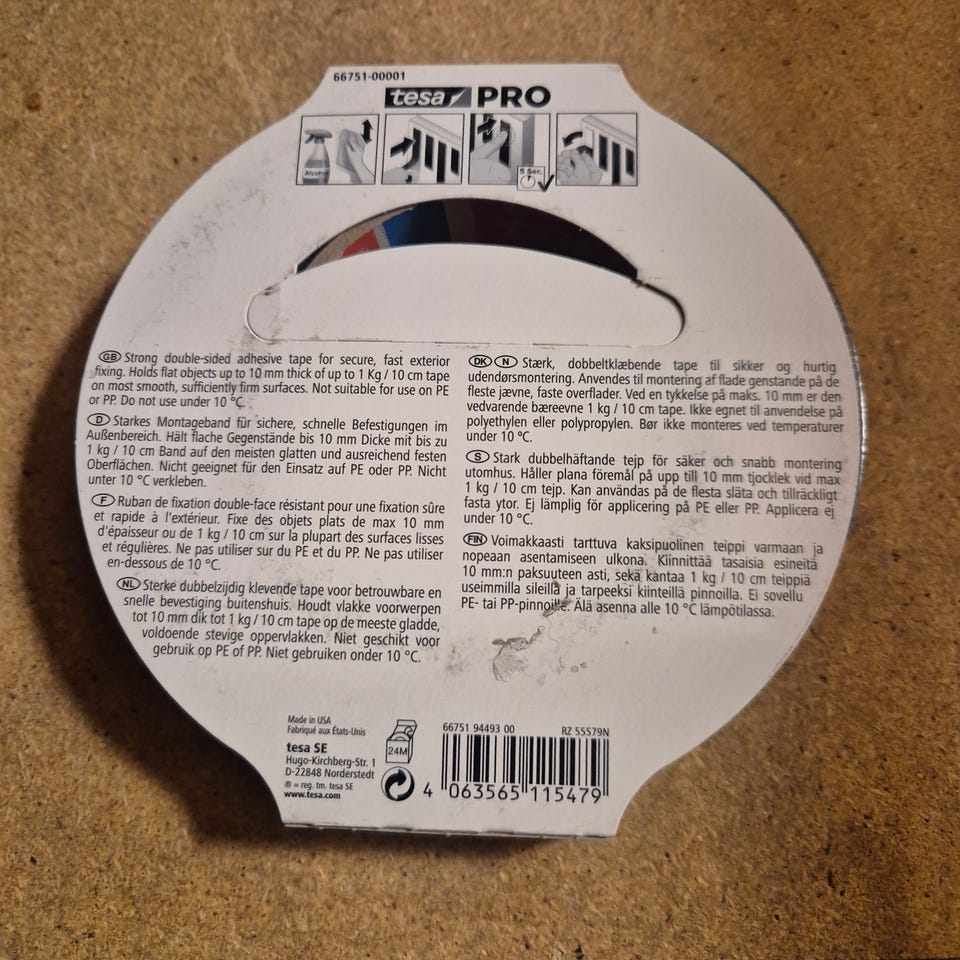 66751-00001
tesa PRO
Alcohol
5 Sec.
GB Strong double-sided adhesive tape for secure, fast exterior
fixing. Holds flat objects up to 10 mm thick of up to 1 Kg / 10 cm tape
on most smooth, sufficiently firm surfaces. Not suitable for use on PE
or PP. Do not use under 10 °C.
D Starkes Montageband für sichere, schnelle Befestigungen im
Außenbereich. Hält flache Gegenstände bis 10 mm Dicke mit bis zu
1 kg / 10 cm Band auf den meisten glatten und ausreichend festen
Oberflächen. Nicht geeignet für den Einsatz auf PE oder PP. Nicht
unter 10 °C verkleben.
F Ruban de fixation double-face résistant pour une fixation sûre
et rapide à l'extérieur. Fixe des objets plats de max 10 mm
d'épaisseur ou de 1 kg / 10 cm sur la plupart des surfaces lisses
et régulières. Ne pas utiliser sur du PE et du PP. Ne pas utiliser
en-dessous de 10 °C.
NL Sterke dubbelzijdig klevende tape voor betrouwbare en
snelle bevestiging buitenshuis. Houdt vlakke voorwerpen
tot 10 mm dik tot 1 kg / 10 cm tape op de meeste gladde,
voldoende stevige oppervlakken. Niet geschikt voor
gebruik op PE of PP. Niet gebruiken onder 10 °C.
DK N Stærk, dobbeltklæbende tape til sikker og hurtig
udendørsmontering. Anvendes til montering af flade genstande på de
fleste jævne, faste overflader. Ved en tykkelse på maks. 10 mm er den
vedvarende bæreevne 1 kg / 10 cm tape. Ikke egnet til anvendelse på
polyethylen eller polypropylen. Bør ikke monteres ved temperaturer
under 10 °C.
S Stark dubbelhäftande tejp för säker och snabb montering
utomhus. Håller plana föremål på upp till 10 mm tjocklek vid max
1 kg / 10 cm tejp. Kan användas på de flesta släta och tillräckligt
fasta ytor. Ej lämplig för applicering på PE eller PP. Applicera ej
under 10 °C.
FIN Voimakkaasti tarttuva kaksipuolinen teippi varmaan ja
nopeaan asentamiseen ulkona. Kiinnittää tasaisia esineitä
10 mm:n paksuuteen asti, sekä kantaa 1 kg / 10 cm teippiä
useimmilla sileillä ja tarpeeksi kiinteillä pinnoilla. Ei sovellu
PE- tai PP-pinnoille. Älä asenna alle 10 °C lämpötilassa.
Made in USA
Fabriqué aux États-Unis
tesa SE
Hugo-Kirchberg-Str. 1
D-22848 Norderstedt
® = reg. tm. tesa SE
www.tesa.com
24M
66751 94493 00 RZ 55579N
4 063565 115479